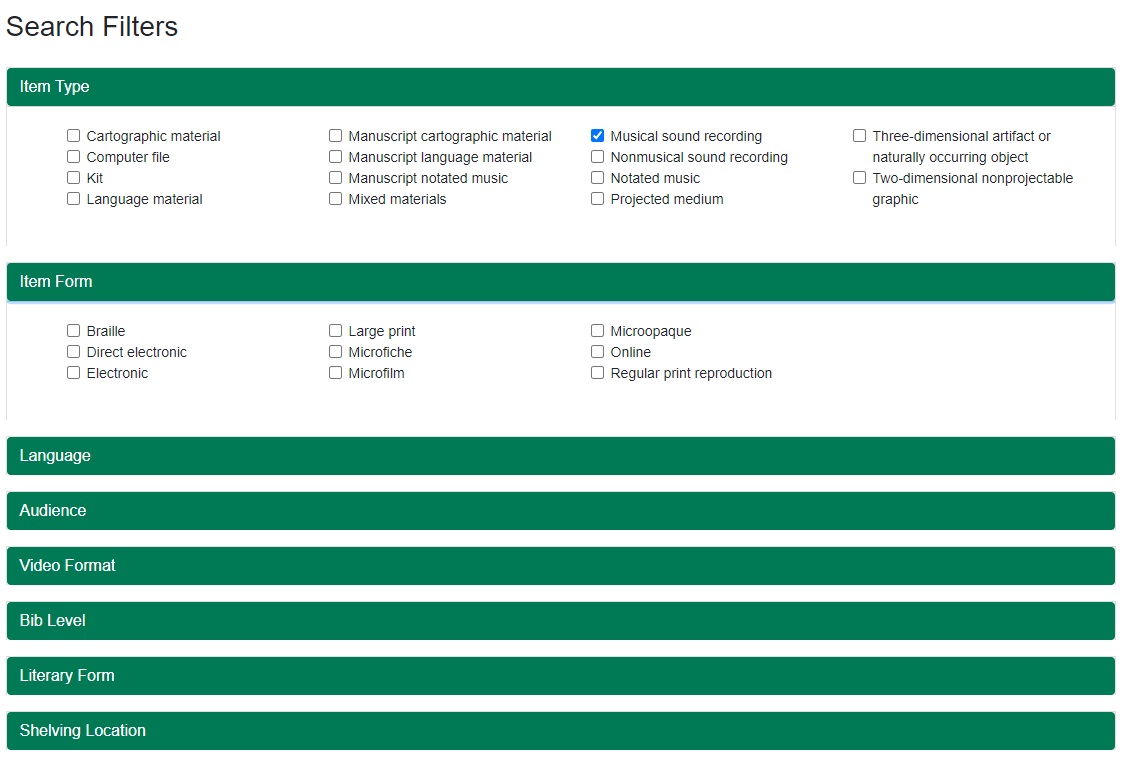 Search Filters
Item Type
Cartographic material
Computer file
Kit
Language material
Manuscript cartographic material
Manuscript language material
Manuscript notated music
Mixed materials
Musical sound recording
Nonmusical sound recording
Notated music
Projected medium
Three-dimensional artifact or
naturally occurring object
Two-dimensional nonprojectable
graphic
Item Form
Braille
Direct electronic
Electronic
Large print
Microfiche
Microfilm
Microopaque
Online
Regular print reproduction
Language
Audience
Video Format
Bib Level
Literary Form
Shelving Location